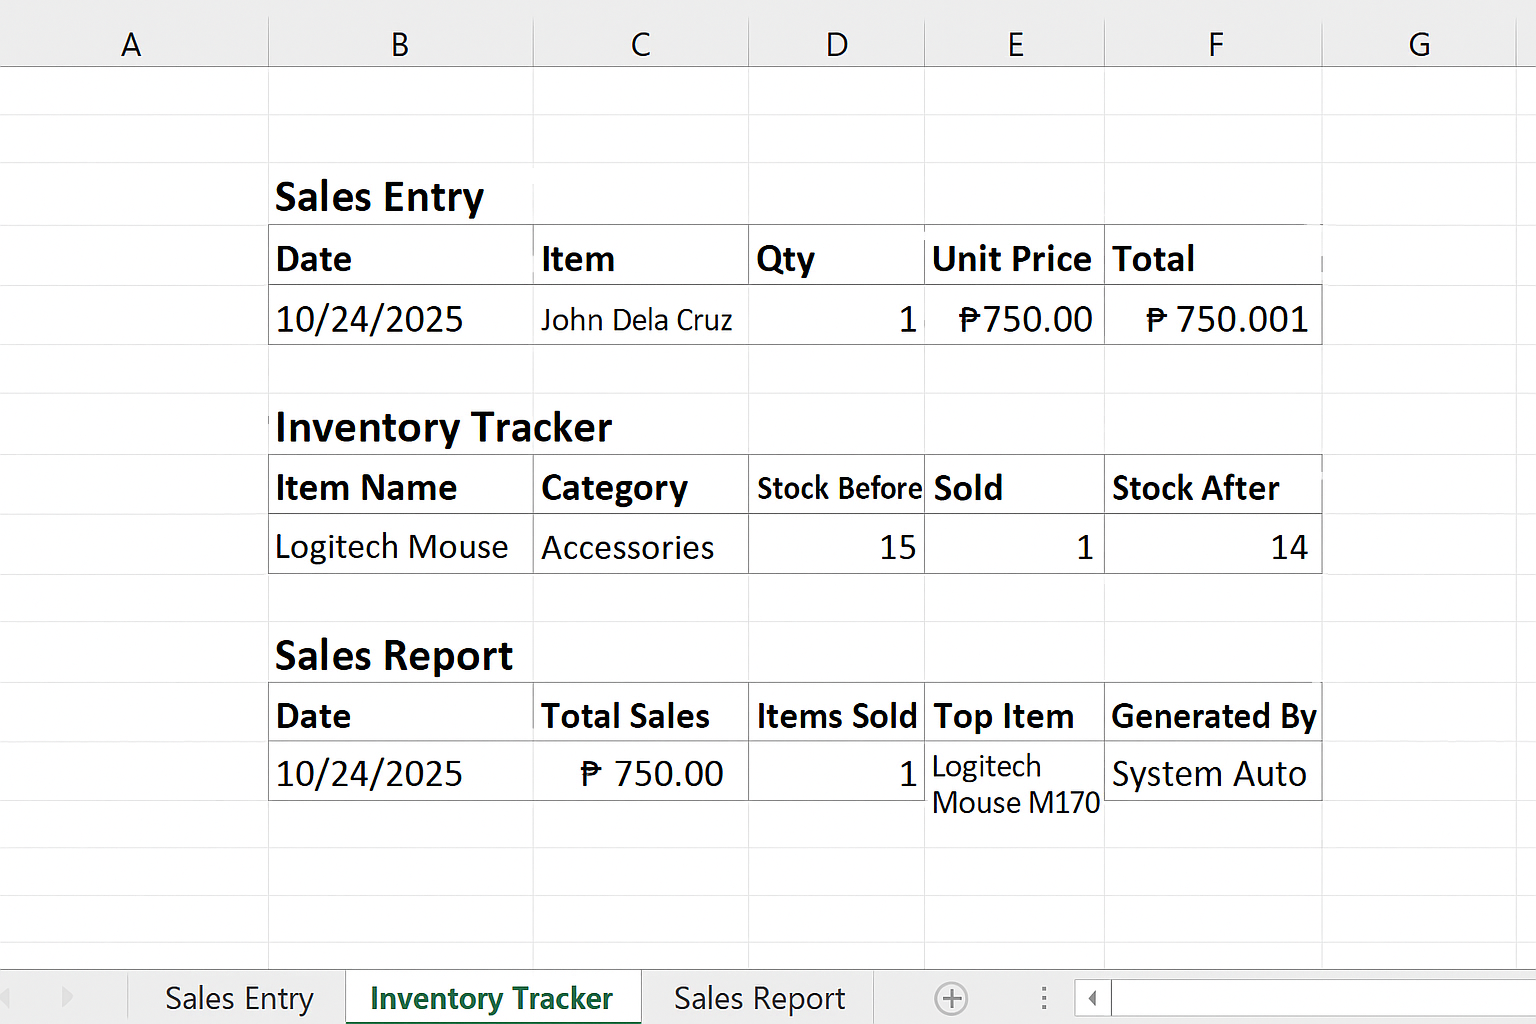 A B C D E F G
Sales Entry
Date Item Qty Unit Price Total
10/24/2025 John Dela Cruz 1 ₱750.00 ₱ 750.001
Inventory Tracker
Item Name Category Stock Before Sold Stock After
Logitech Mouse Accessories 15 1 14
Sales Report
Date Total Sales Items Sold Top Item Generated By
10/24/2025 ₱ 750.00 1 Logitech System Auto
Mouse M170
Sales Entry Inventory Tracker Sales Report